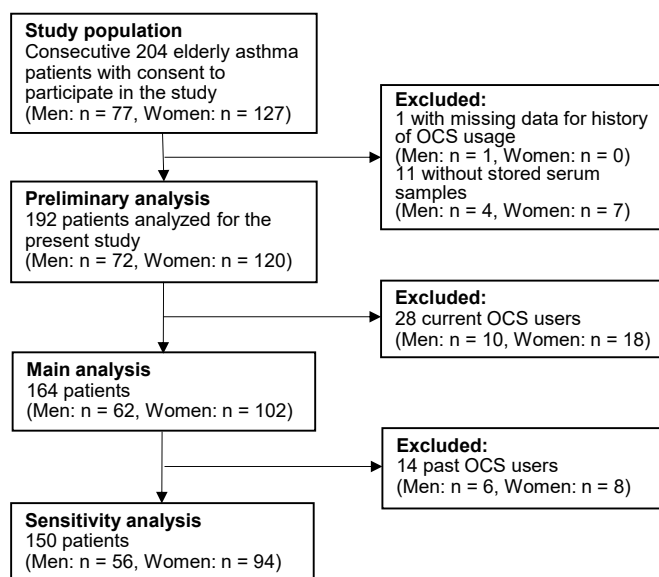 Study population
Consecutive 204 elderly asthma
patients with consent to
participate in the study
(Men: n = 77, Women: n = 127)
Excluded:
1 with missing data for history
of OCS usage
(Men: n = 1, Women: n = 0)
11 without stored serum
samples
(Men: n = 4, Women: n = 7)
Preliminary analysis
192 patients analyzed for the
present study
(Men: n = 72, Women: n = 120)
Excluded:
28 current OCS users
(Men: n = 10, Women: n = 18)
Main analysis
164 patients
(Men: n = 62, Women: n = 102)
Excluded:
14 past OCS users
(Men: n = 6, Women: n = 8)
Sensitivity analysis
150 patients
(Men: n = 56, Women: n = 94)